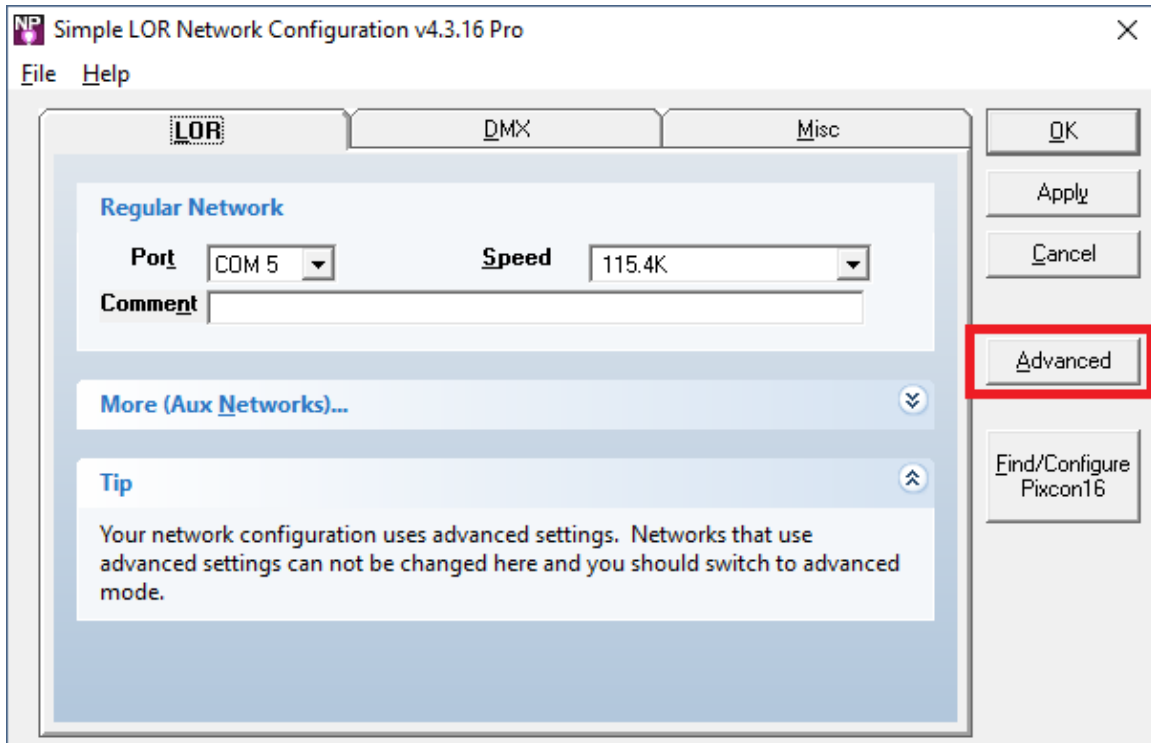 NP
Simple LOR Network Configuration v4.3.16 Pro
File Help
LOR DMX Misc
OK
Apply
Cancel
Advanced
Find/Configure
Pixcon16
Regular Network
Port COM 5 Speed 115.4K
Comment
More (Aux Networks)...
Tip
Your network configuration uses advanced settings. Networks that use
advanced settings can not be changed here and you should switch to advanced
mode.